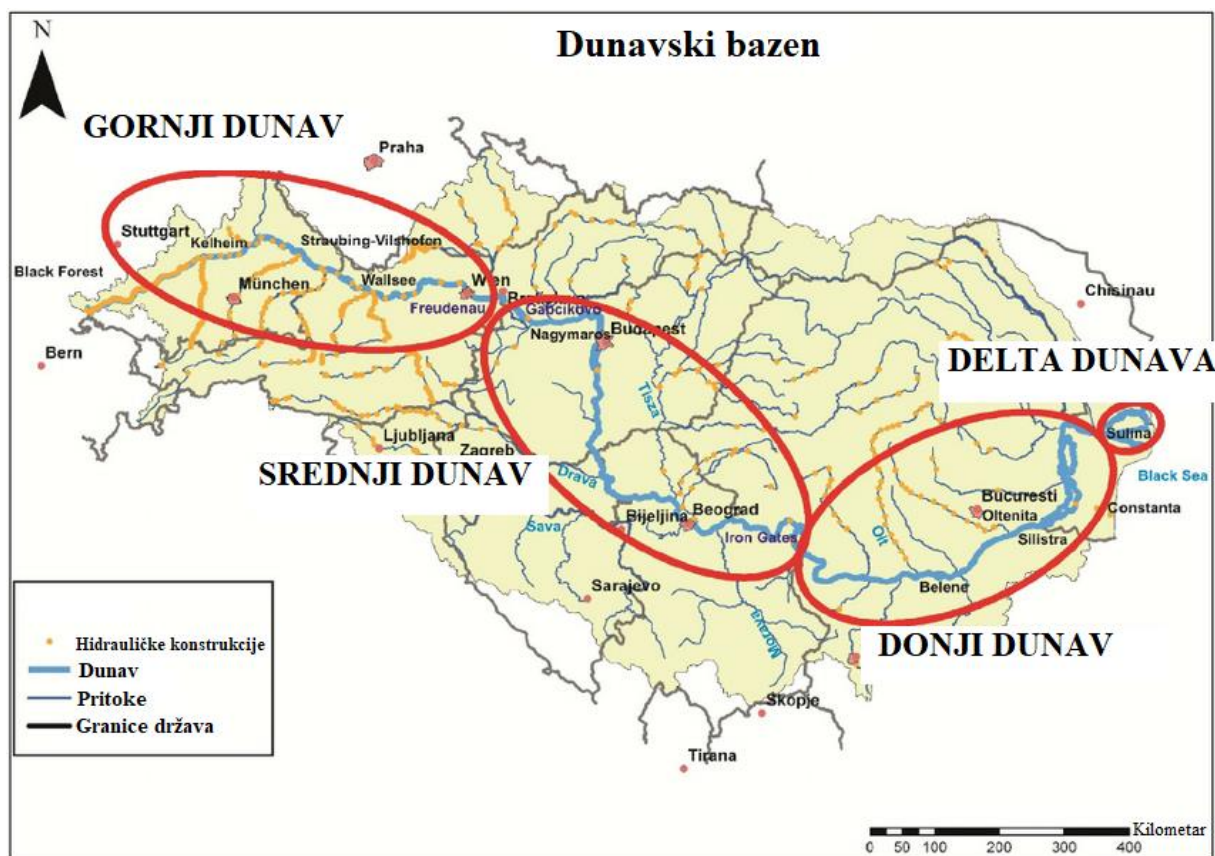 N
Dunavski bazen
GORNJI DUNAV
Praha
Stuttgart
Kelheim
Straubing-Vilshofen
Black Forest
München
Wallsee
Wien
Freudenau
Gabcikovo
Chisinau
Bern
Nagymaros
Budapest
DELTA DUNAVA
Tisza
Sulina
Ljubljana
Zagreb
SREDNJI DUNAV
Drava
Black Sea
Bucuresti
Oltenita
Constanta
Sava
Bijeljina
Beograd
Iron Gates
Olt
Silistra
Belene
Sarajevo
Morava
DONJI DUNAV
Hidrauličke konstrukcije
Dunav
Pritoke
Granice država
Skopje
Tirana
Kilometar
0 50 100 200 300 400